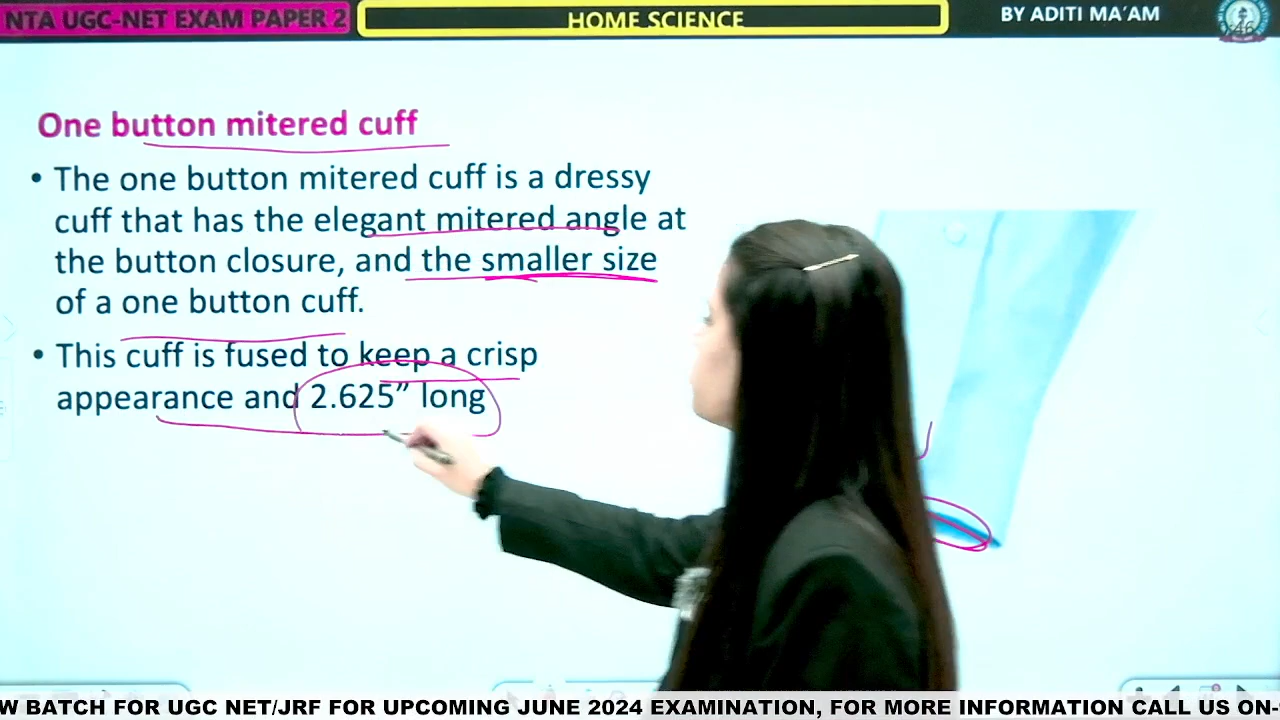 NTA UGC-NET EXAM PAPER 2
HOME SCIENCE
BY ADITI MA'AM
One button mitered cuff
• The one button mitered cuff is a dressy
cuff that has the elegant mitered angle at
the button closure, and the smaller size
of a one button cuff.
• This cuff is fused to keep a crisp
appearance and 2.625” long
W BATCH FOR UGC NET/JRF FOR UPCOMING JUNE 2024 EXAMINATION, FOR MORE INFORMATION CALL US ON-